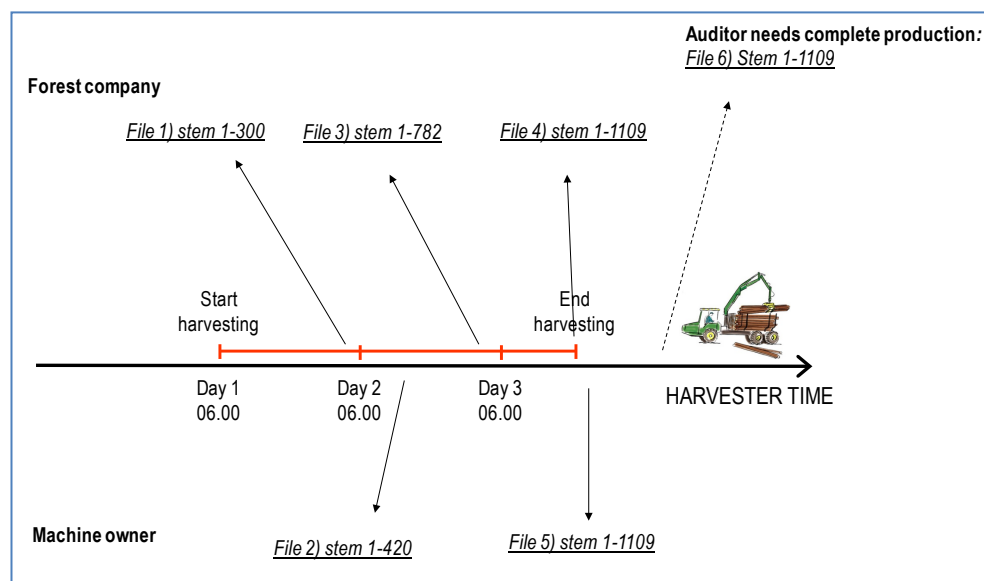 Auditor needs complete production:
File 6) Stem 1-1109
Forest company
File 1) stem 1-300
File 3) stem 1-782
File 4) stem 1-1109
Start
harvesting
End
harvesting
Day 1
06.00
Day 2
06.00
Day 3
06.00
HARVESTER TIME
Machine owner
File 2) stem 1-420
File 5) stem 1-1109